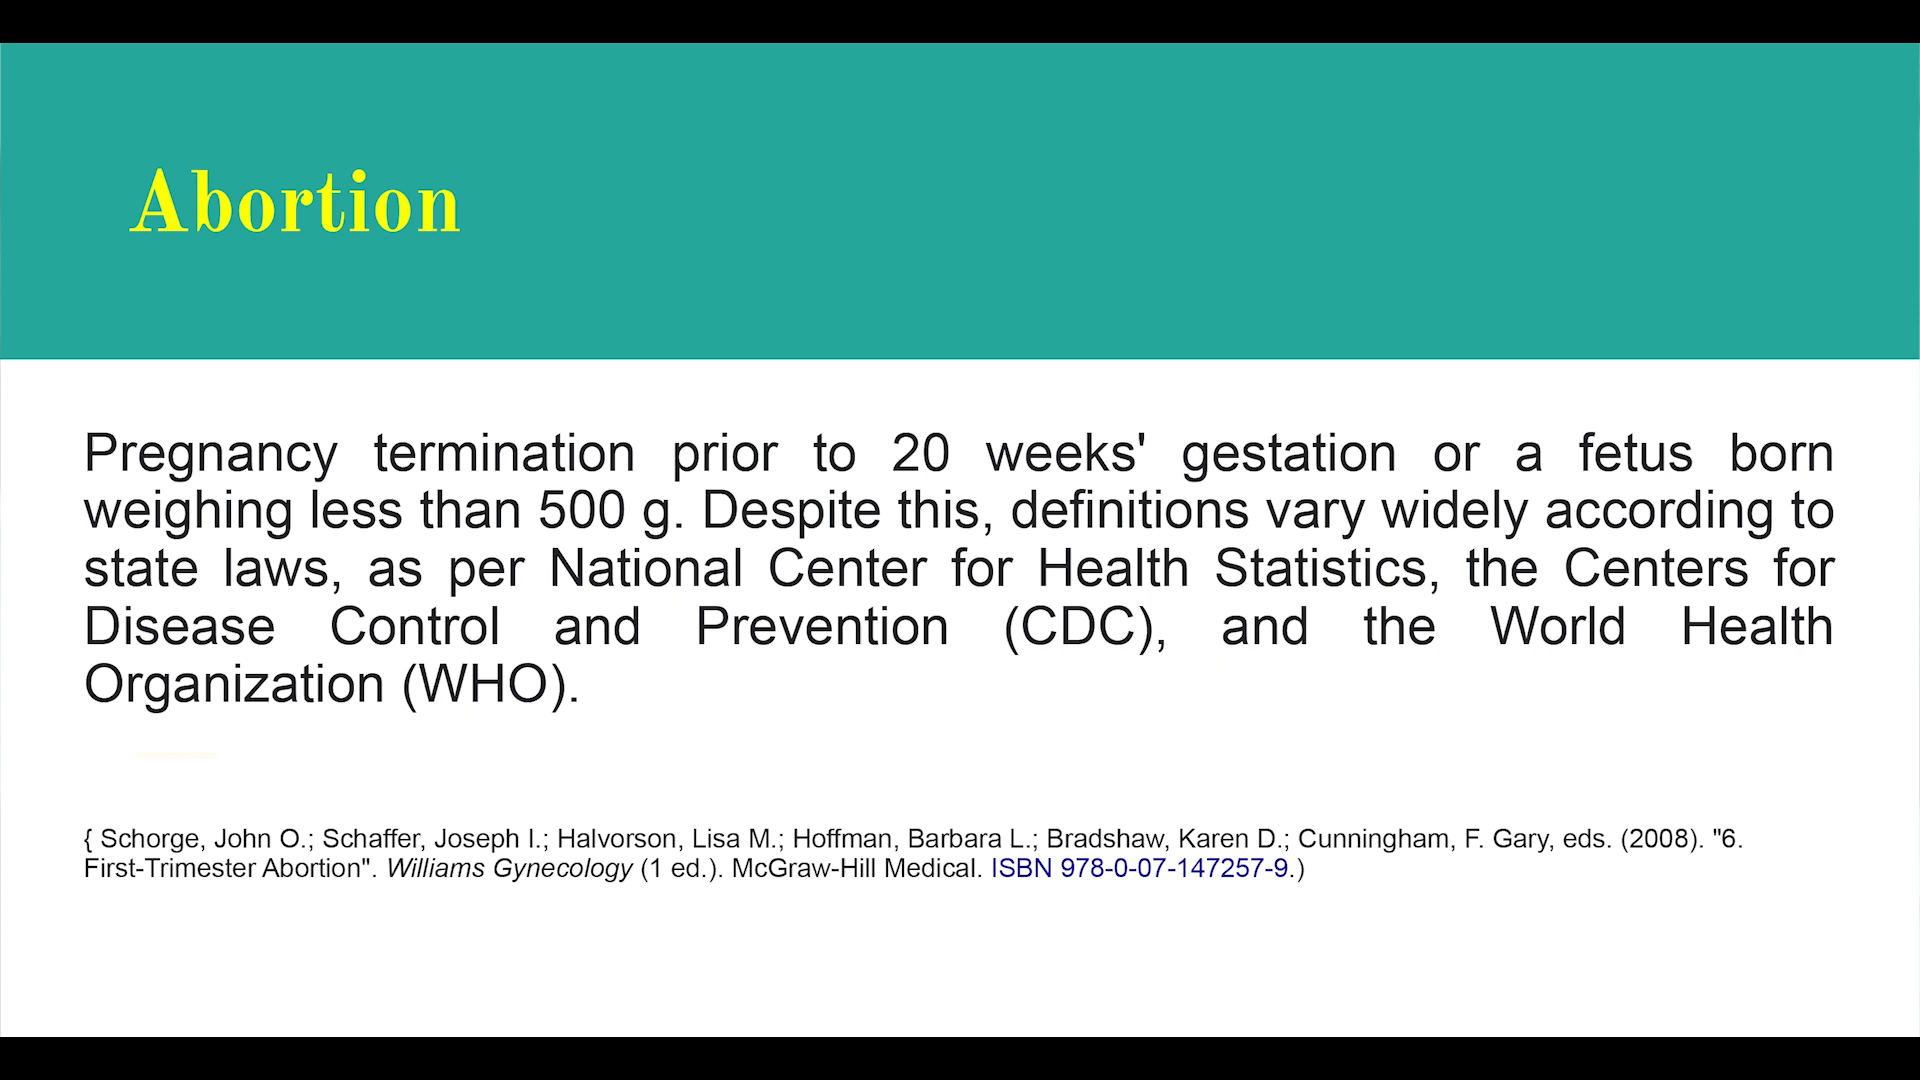 Abortion
Pregnancy termination prior to 20 weeks' gestation or a fetus born
weighing less than 500 g. Despite this, definitions vary widely according to
state laws, as per National Center for Health Statistics, the Centers for
Disease Control and Prevention (CDC), and the World Health
Organization (WHO).
{ Schorge, John O.; Schaffer, Joseph I.; Halvorson, Lisa M.; Hoffman, Barbara L.; Bradshaw, Karen D.; Cunningham, F. Gary, eds. (2008). "6.
First-Trimester Abortion". Williams Gynecology (1 ed.). McGraw-Hill Medical. ISBN 978-0-07-147257-9.)